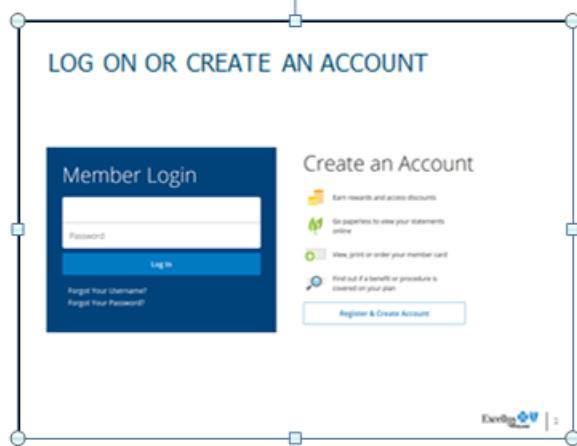 LOG ON OR CREATE AN ACCOUNT
Member Login
Password
Log In
Forgot Your Username?
Forgot Your Password?
Create an Account
Earn rewards and access discounts
Go paperless to view your statements
online
View, print or order your member card
Find out if a benefit or procedure is
covered on your plan
Register & Create Account
Excellus